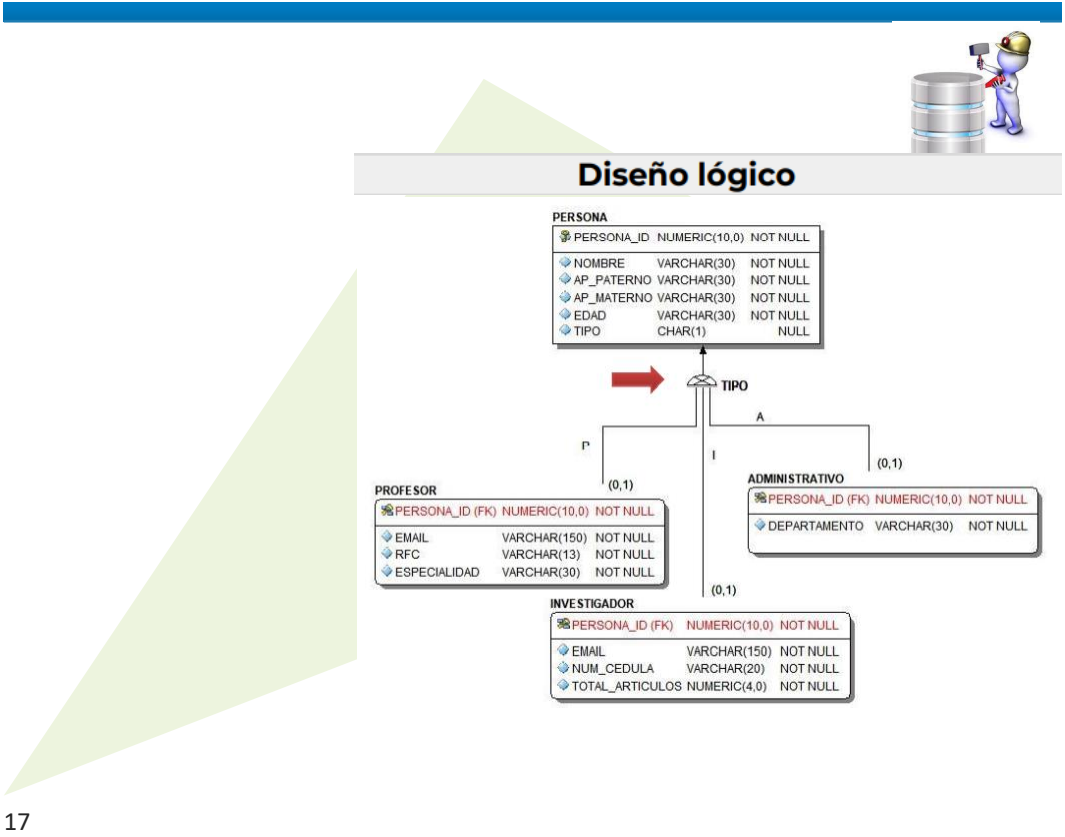 Diseño lógico
PERSONA
PERSONA_ID NUMERIC(10,0) NOT NULL
NOMBRE VARCHAR(30) NOT NULL
AP_PATERNO VARCHAR(30) NOT NULL
AP_MATERNO VARCHAR(30) NOT NULL
EDAD VARCHAR(30) NOT NULL
TIPO CHAR(1) NULL
TIPO
P
I
A
(0,1)
PROFESOR
PERSONA_ID (FK) NUMERIC(10,0) NOT NULL
EMAIL VARCHAR(150) NOT NULL
RFC VARCHAR(13) NOT NULL
ESPECIALIDAD VARCHAR(30) NOT NULL
(0,1)
ADMINISTRATIVO
PERSONA_ID (FK) NUMERIC(10,0) NOT NULL
DEPARTAMENTO VARCHAR(30) NOT NULL
(0,1)
INVESTIGADOR
PERSONA_ID (FK) NUMERIC(10,0) NOT NULL
EMAIL VARCHAR(150) NOT NULL
NUM_CEDULA VARCHAR(20) NOT NULL
TOTAL_ARTICULOS NUMERIC(4,0) NOT NULL
17